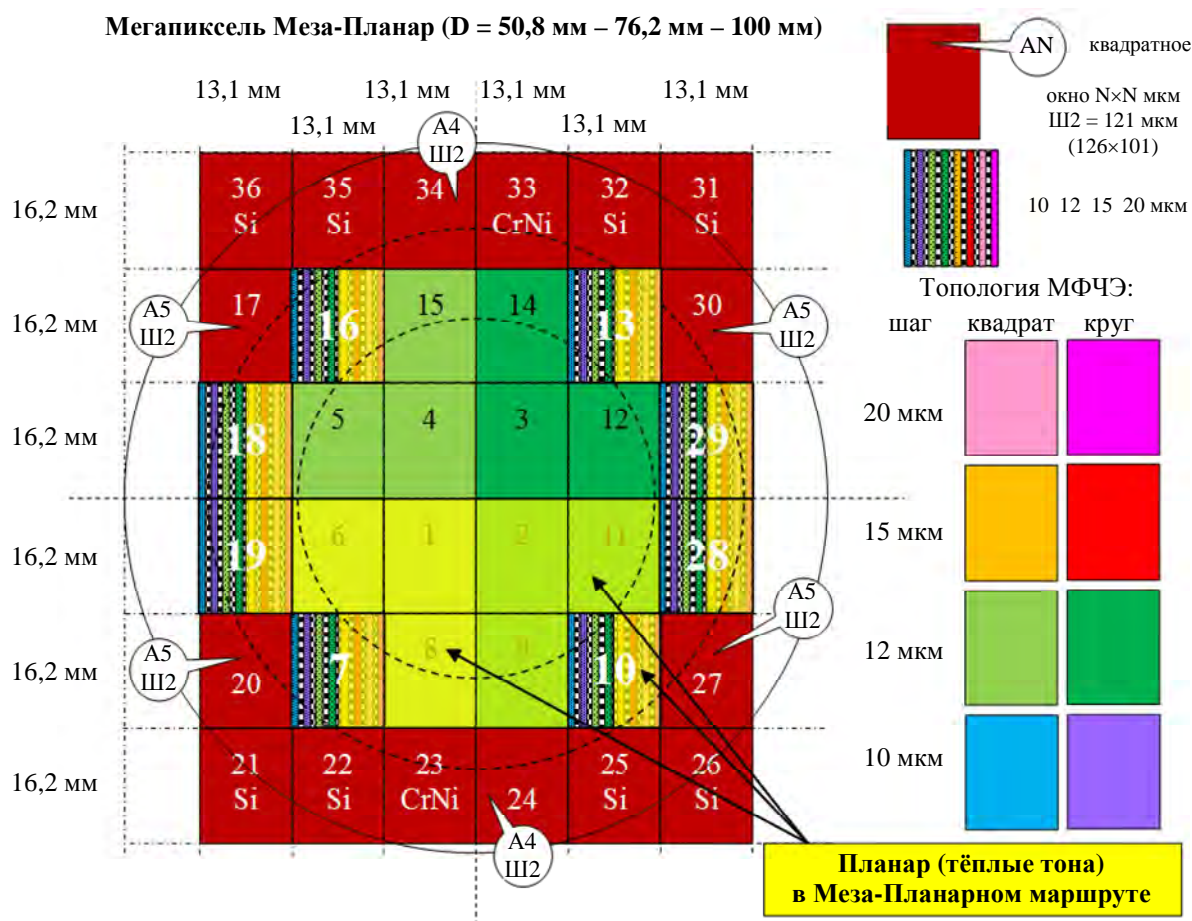 Мегапиксель Меза-Планар (D = 50,8 мм – 76,2 мм – 100 мм)
13,1 мм 13,1 мм 13,1 мм 13,1 мм
13,1 мм 13,1 мм
AN квадратное
окно N×N мкм
Ш2 = 121 мкм
(126×101)
10 12 15 20 мкм
А4
Ш2
16,2 мм
36 35 34 33 32 31
Si Si CrNi Si Si
16,2 мм
А5
Ш2
17 16 15 14 13 30
А5
Ш2
16,2 мм
18 5 4 3 12 29
16,2 мм
19 6 1 2 11 28
16,2 мм
А5
Ш2
20 7 8 9 10 27
А5
Ш2
16,2 мм
21 22 23 24 25 26
Si Si CrNi Si Si
А4
Ш2
Топология МФЧЭ:
шаг квадрат круг
20 мкм
15 мкм
12 мкм
10 мкм
Планар (тёплые тона)
в Меза-Планарном маршруте